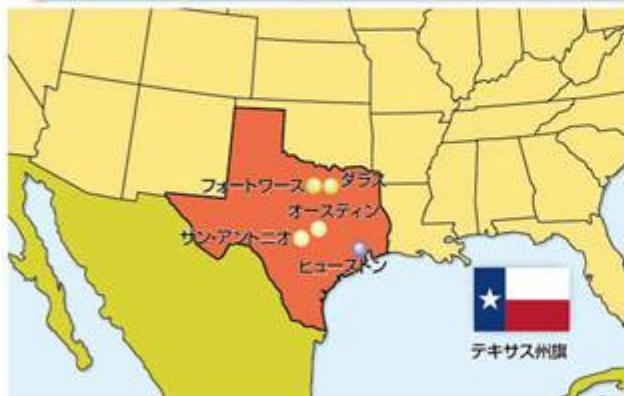 フォートワース
ダラス
オースティン
サン・アントニオ
ヒューストン
テキサス州旗